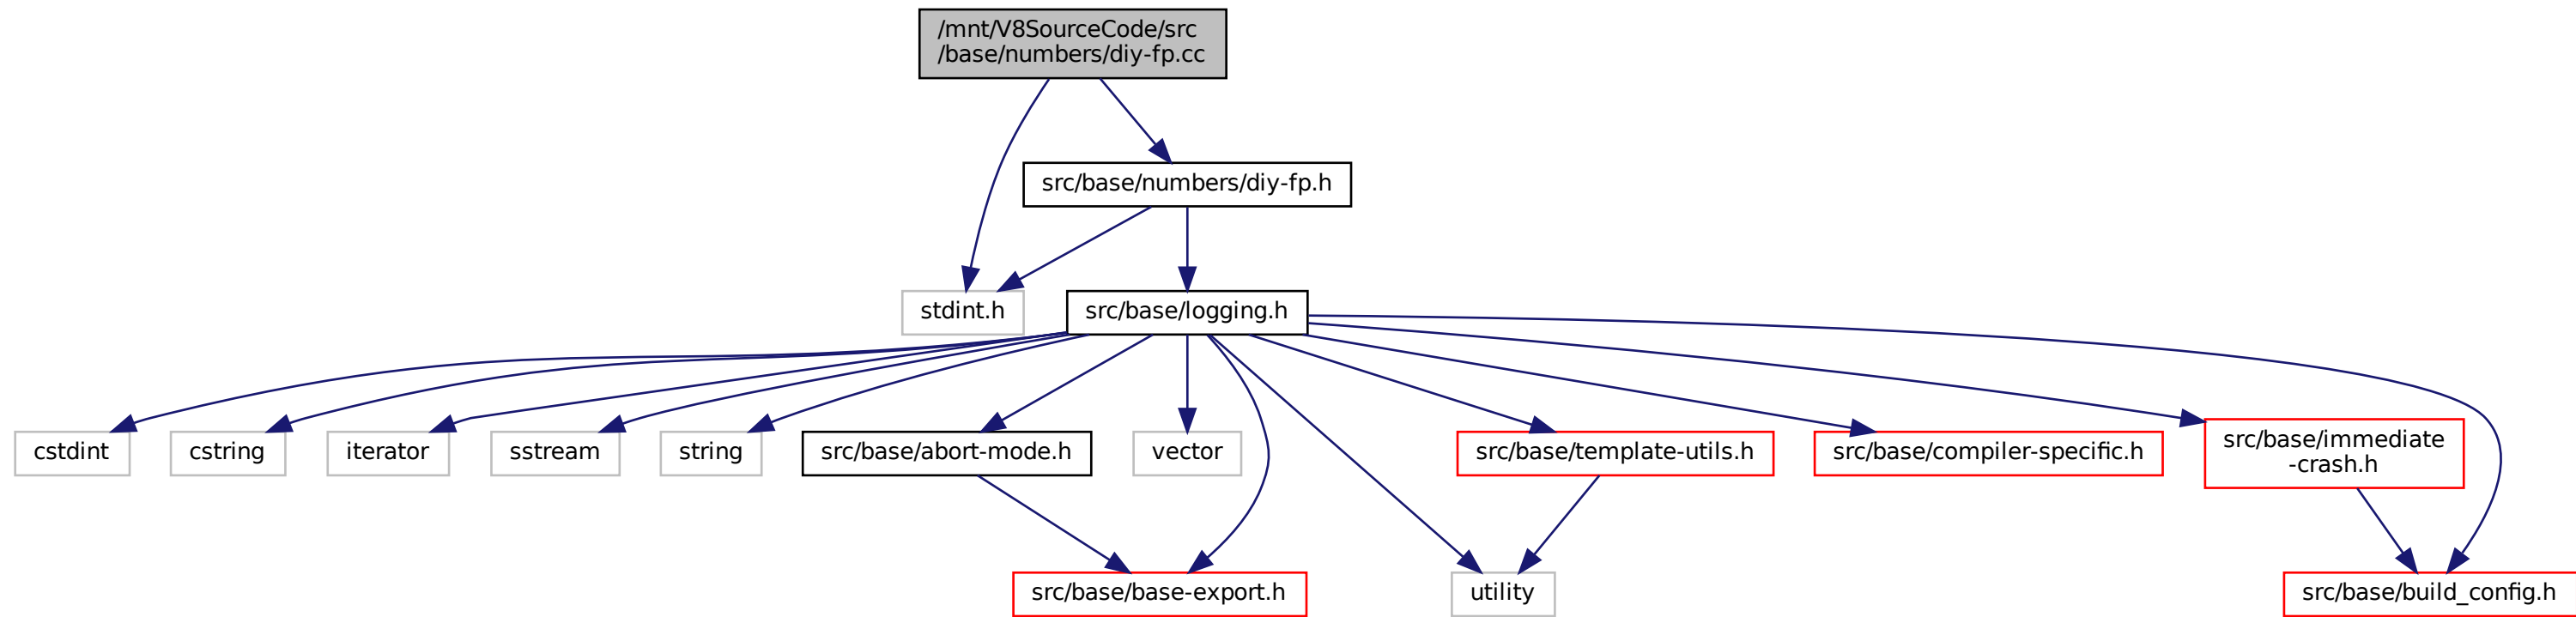 /mnt/V8SourceCode/src
/base/numbers/diy-fp.cc
src/base/numbers/diy-fp.h
stdint.h
src/base/logging.h
cstdint
cstring
iterator
sstream
string
src/base/abort-mode.h
vector
src/base/template-utils.h
src/base/compiler-specific.h
src/base/immediate
-crash.h
src/base/base-export.h
utility
src/base/build_config.h